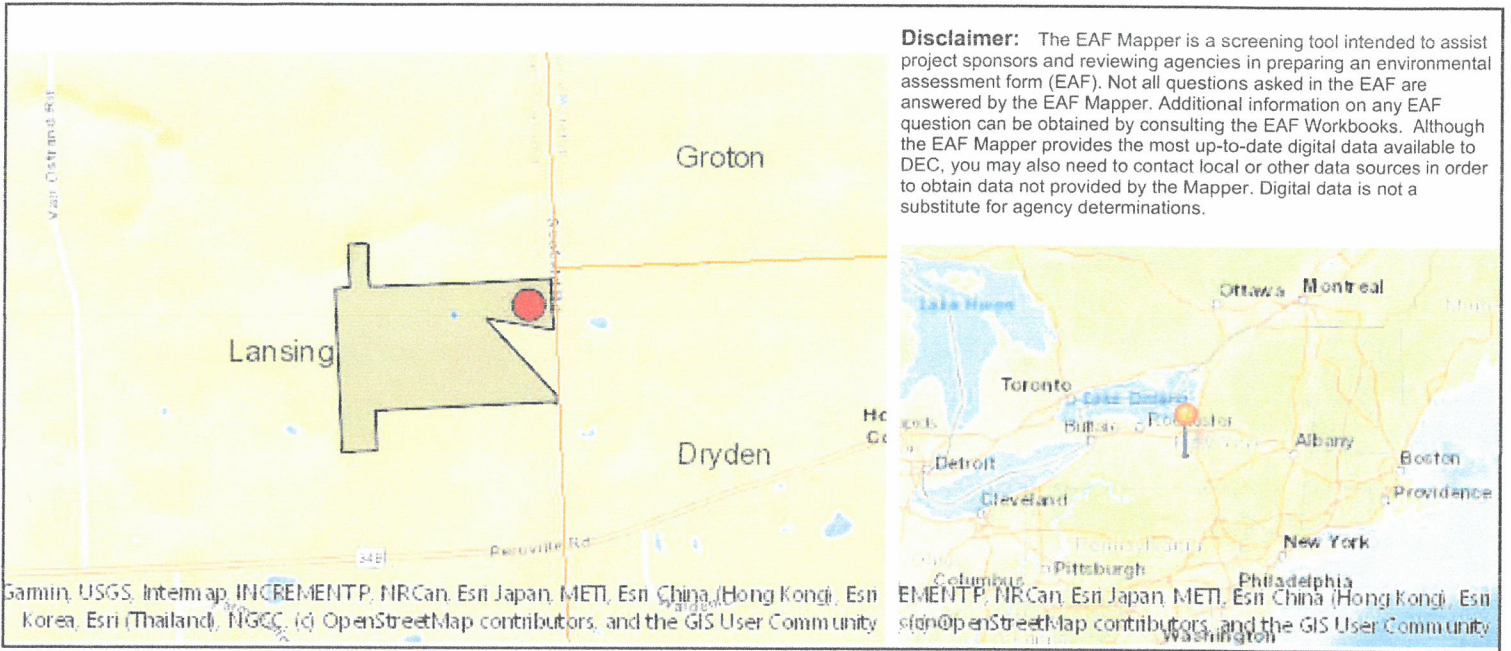 Disclaimer: The EAF Mapper is a screening tool intended to assist
project sponsors and reviewing agencies in preparing an environmental
assessment form (EAF). Not all questions asked in the EAF are
answered by the EAF Mapper. Additional information on any EAF
question can be obtained by consulting the EAF Workbooks. Although
the EAF Mapper provides the most up-to-date digital data available to
DEC, you may also need to contact local or other data sources in order
to obtain data not provided by the Mapper. Digital data is not a
substitute for agency determinations.
Van Ostrand Rd
Groton
Lansing
Dryden
Peruville Rd
Garmin, USGS, Intermap, INCREMENT P, NRCan, Esri Japan, METI, Esri China (Hong Kong), Esri
Korea, Esri (Thailand), NGCC, (c) OpenStreetMap contributors, and the GIS User Community
Ottawa
Montreal
Lake Huron
Toronto
Lake Ontario
Buffalo
Rochester
Albany
Boston
Detroit
Providence
Cleveland
New York
Pennsylvania
Pittsburgh
Columbus
Philadelphia
EMENT P, NRCan, Esri Japan, METI, Esri China (Hong Kong), Esri
OpenStreetMap contributors, and the GIS User Community
Washington